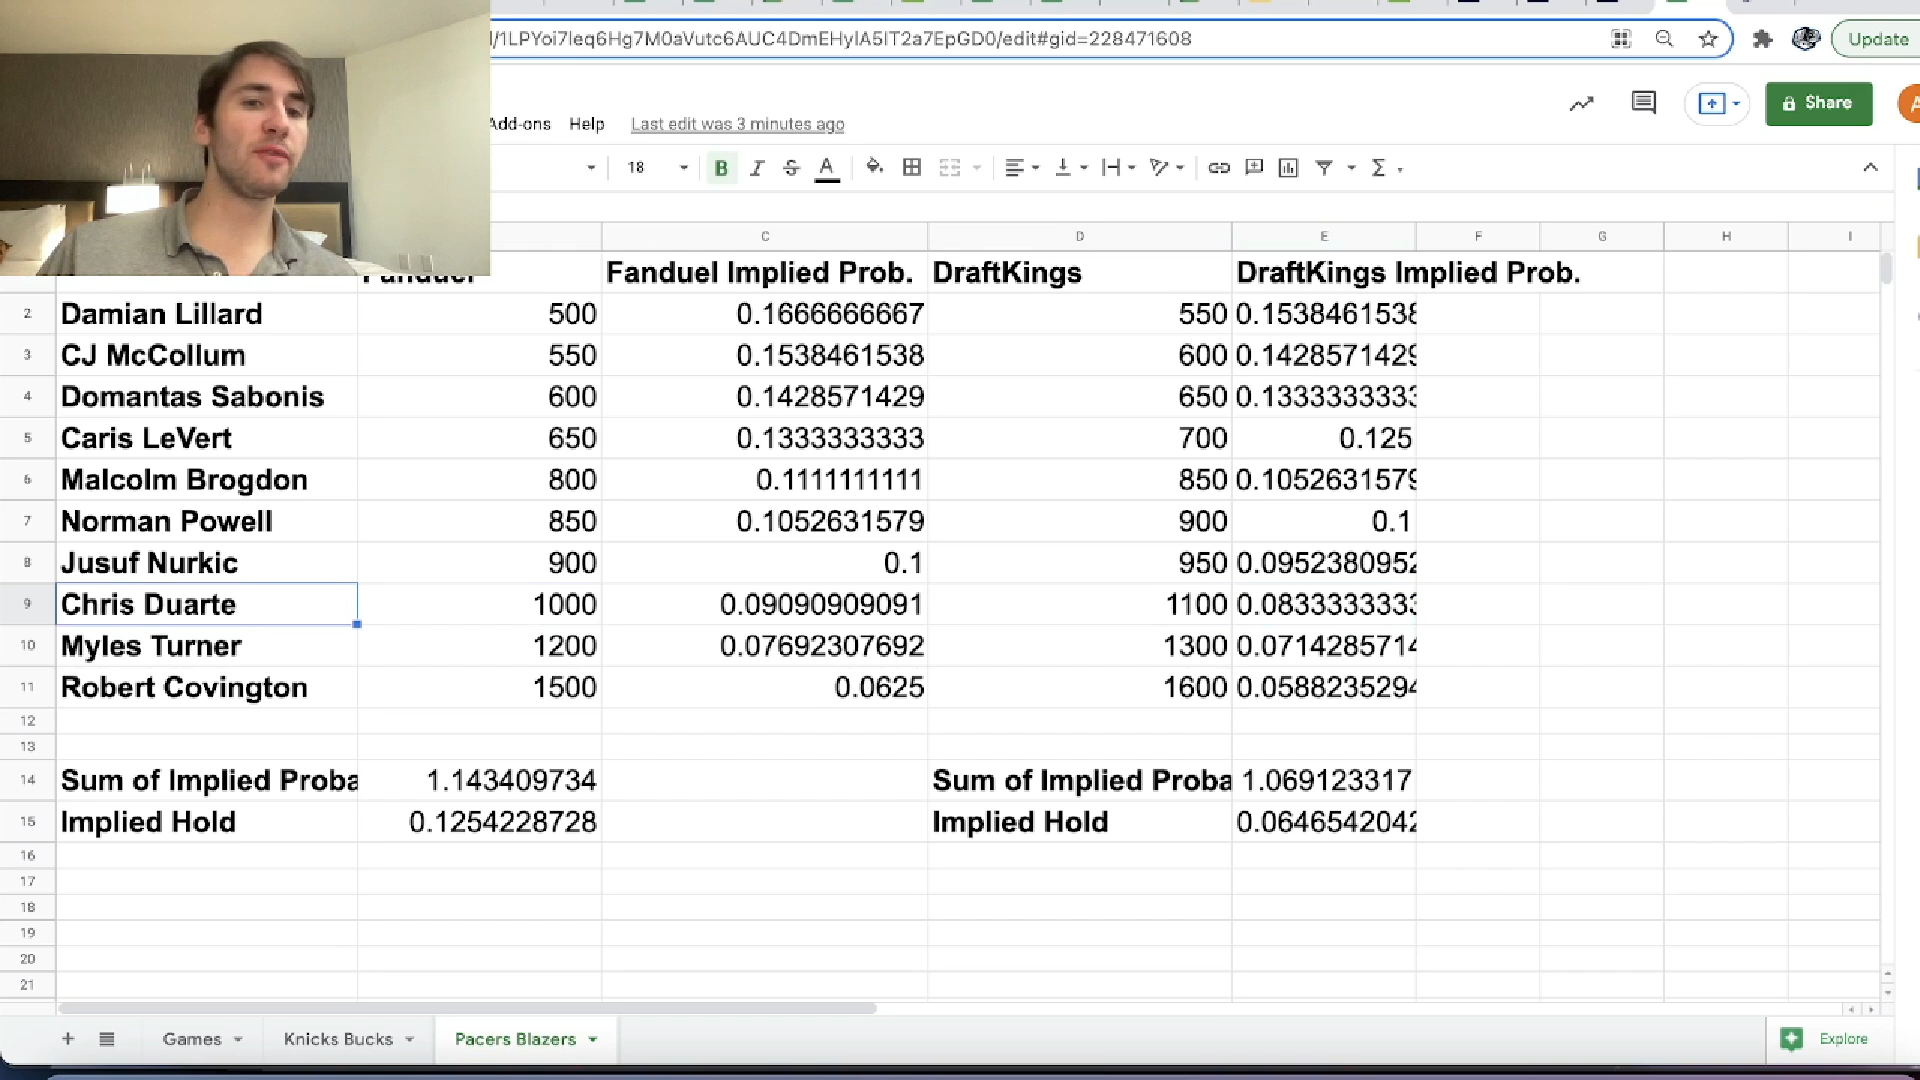 /1LPYoi7Ieq6Hg7M0aVutc6AUC4DmEHyIA5IT2a7EpGD0/edit#gid=228471608
Update
Share
Add-ons Help Last edit was 3 minutes ago
18
C D E F G H I
Fanduel Fanduel Implied Prob. DraftKings DraftKings Implied Prob.
2 Damian Lillard 500 0.1666666667 550 0.1538461538
3 CJ McCollum 550 0.1538461538 600 0.1428571429
4 Domantas Sabonis 600 0.1428571429 650 0.1333333333
5 Caris LeVert 650 0.1333333333 700 0.125
6 Malcolm Brogdon 800 0.1111111111 850 0.1052631579
7 Norman Powell 850 0.1052631579 900 0.1
8 Jusuf Nurkic 900 0.1 950 0.0952380952
9 Chris Duarte 1000 0.09090909091 1100 0.0833333333
10 Myles Turner 1200 0.07692307692 1300 0.0714285714
11 Robert Covington 1500 0.0625 1600 0.0588235294
12
13
14 Sum of Implied Proba 1.143409734 Sum of Implied Proba 1.069123317
15 Implied Hold 0.1254228728 Implied Hold 0.0646542042
16
17
18
19
20
21
Games Knicks Bucks Pacers Blazers Explore